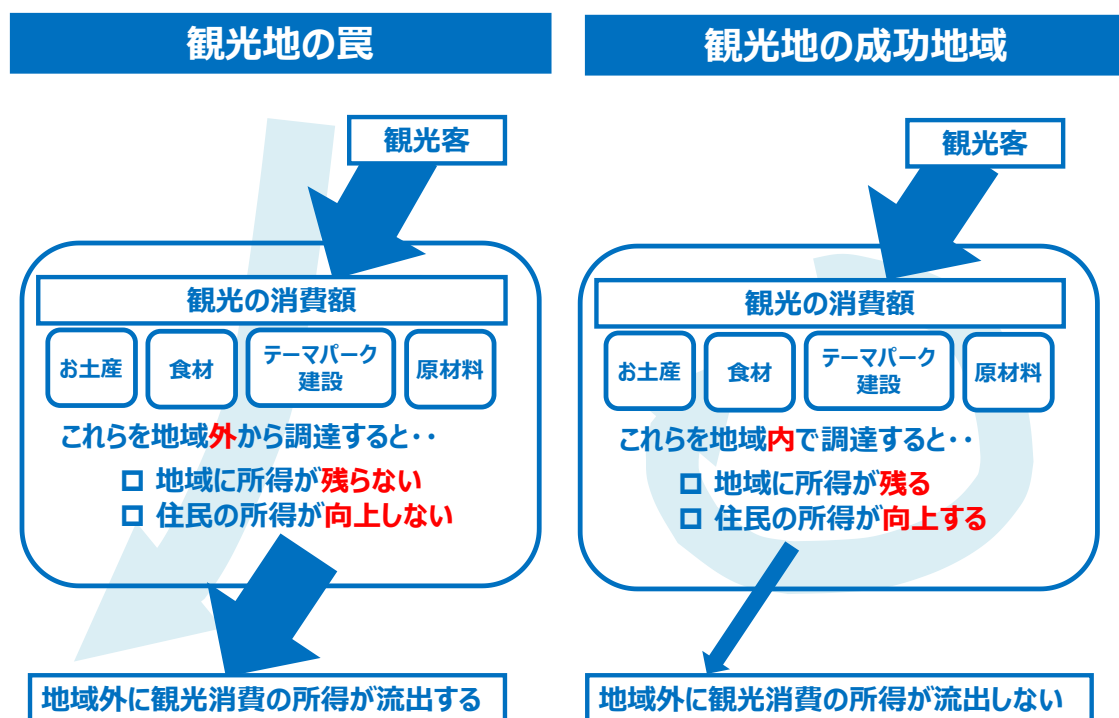 観光地の罠
観光客
観光の消費額
お土産
食材
テーマパーク
建設
原材料
これらを地域外から調達すると・・
地域に所得が残らない
住民の所得が向上しない
地域外に観光消費の所得が流出する
観光地の成功地域
観光客
観光の消費額
お土産
食材
テーマパーク
建設
原材料
これらを地域内で調達すると・・
地域に所得が残る
住民の所得が向上する
地域外に観光消費の所得が流出しない